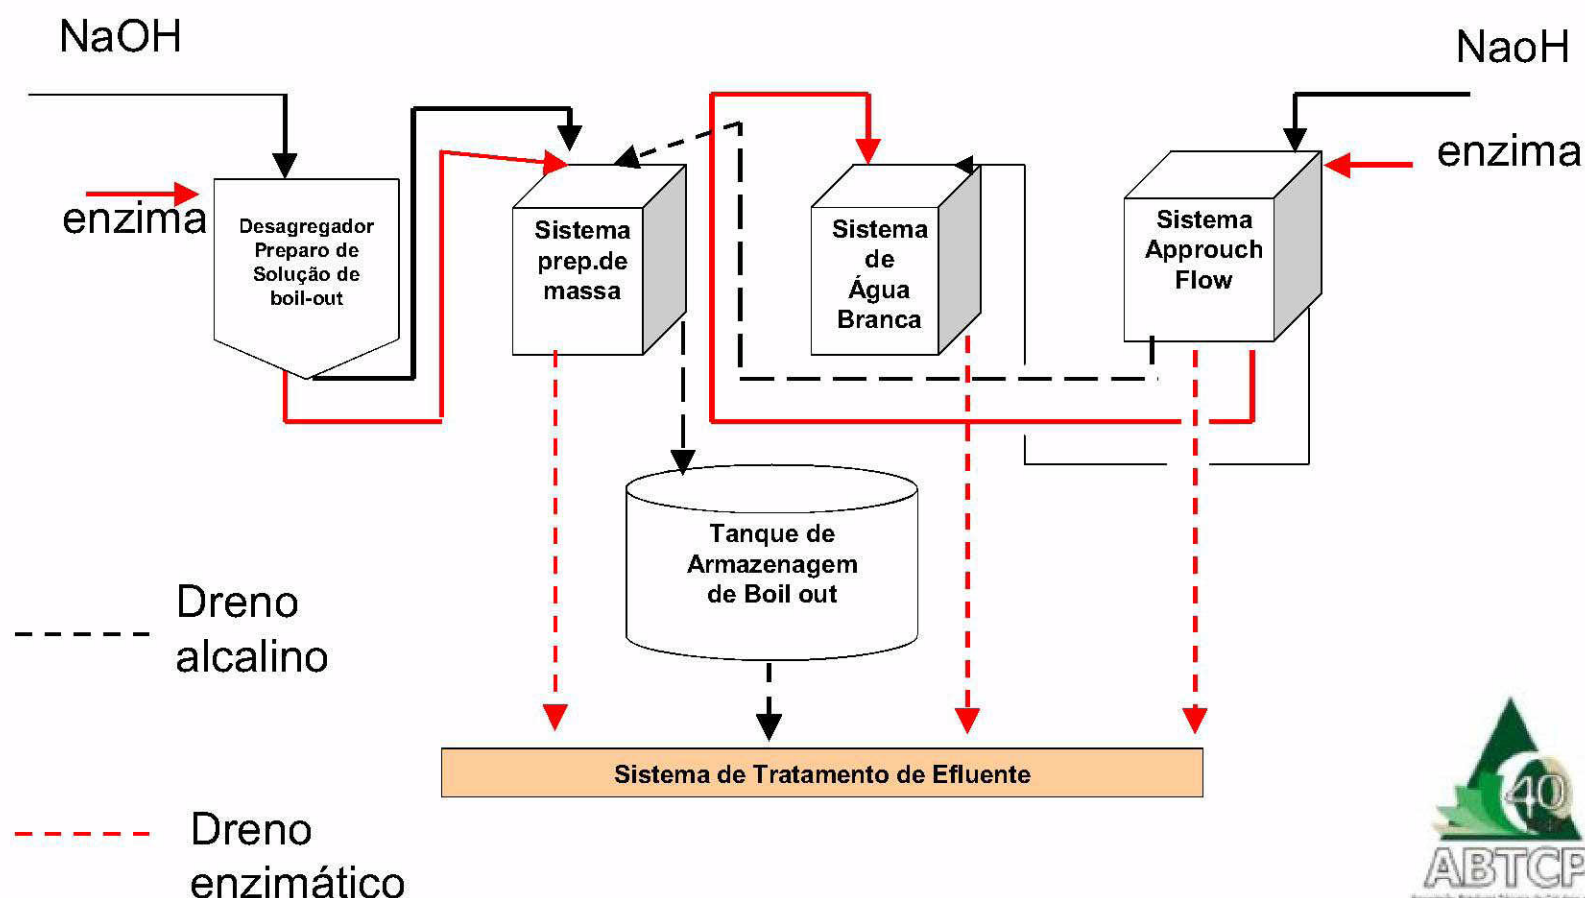 NaOH
NaoH
enzima
enzima
Desagregador
Preparo de
Solução de
boil-out
Sistema
prep.de
massa
Sistema
de
Água
Branca
Sistema
Approuch
Flow
Tanque de
Armazenagem
de Boil out
Dreno
alcalino
Sistema de Tratamento de Efluente
Dreno
enzimático
40
ABTCP